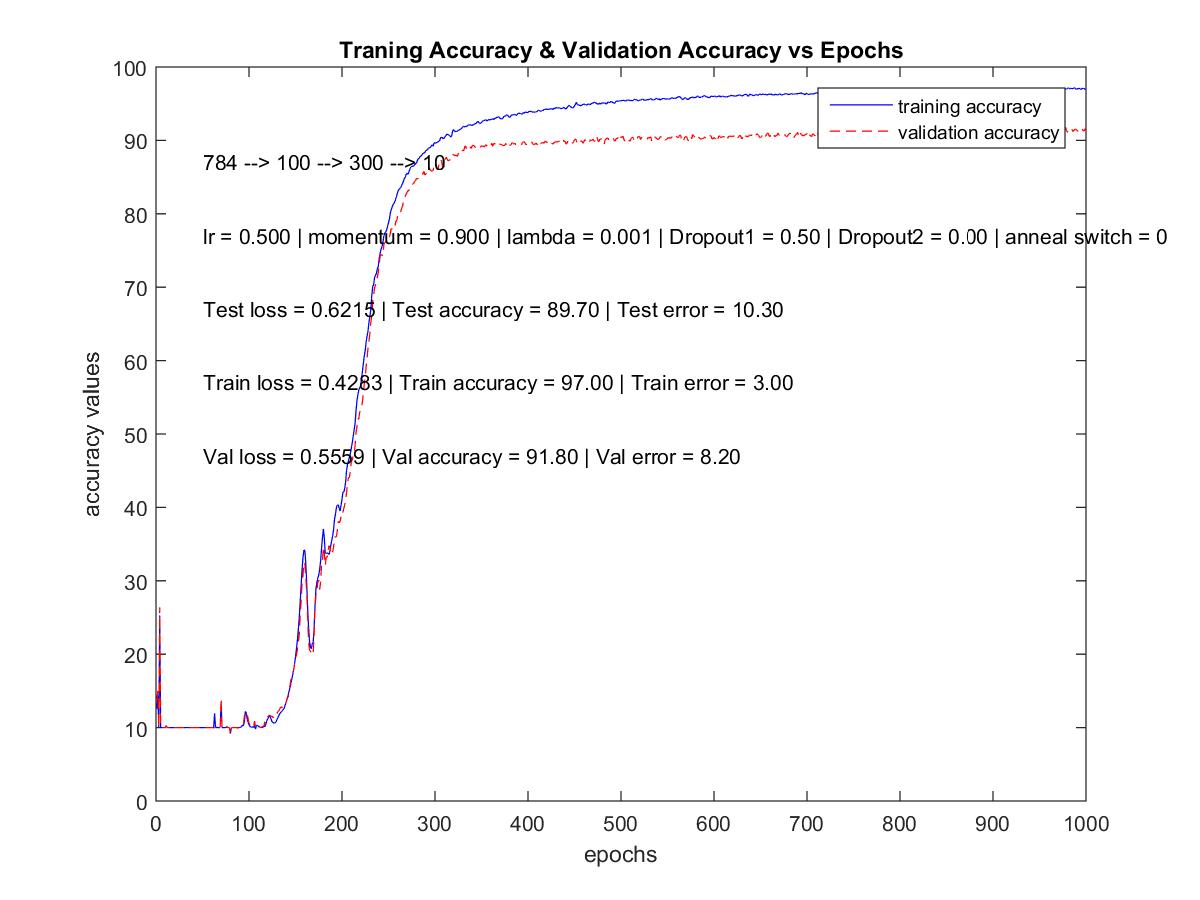 Traning Accuracy & Validation Accuracy vs Epochs
100
90
80
70
60
50
40
30
20
10
0
accuracy values
training accuracy
validation accuracy
784 --> 100 --> 300 --> 10
lr = 0.500 | momentum = 0.900 | lambda = 0.001 | Dropout1 = 0.50 | Dropout2 = 0.00 | anneal switch = 0
Test loss = 0.6215 | Test accuracy = 89.70 | Test error = 10.30
Train loss = 0.4283 | Train accuracy = 97.00 | Train error = 3.00
Val loss = 0.5559 | Val accuracy = 91.80 | Val error = 8.20
0 100 200 300 400 500 600 700 800 900 1000
epochs